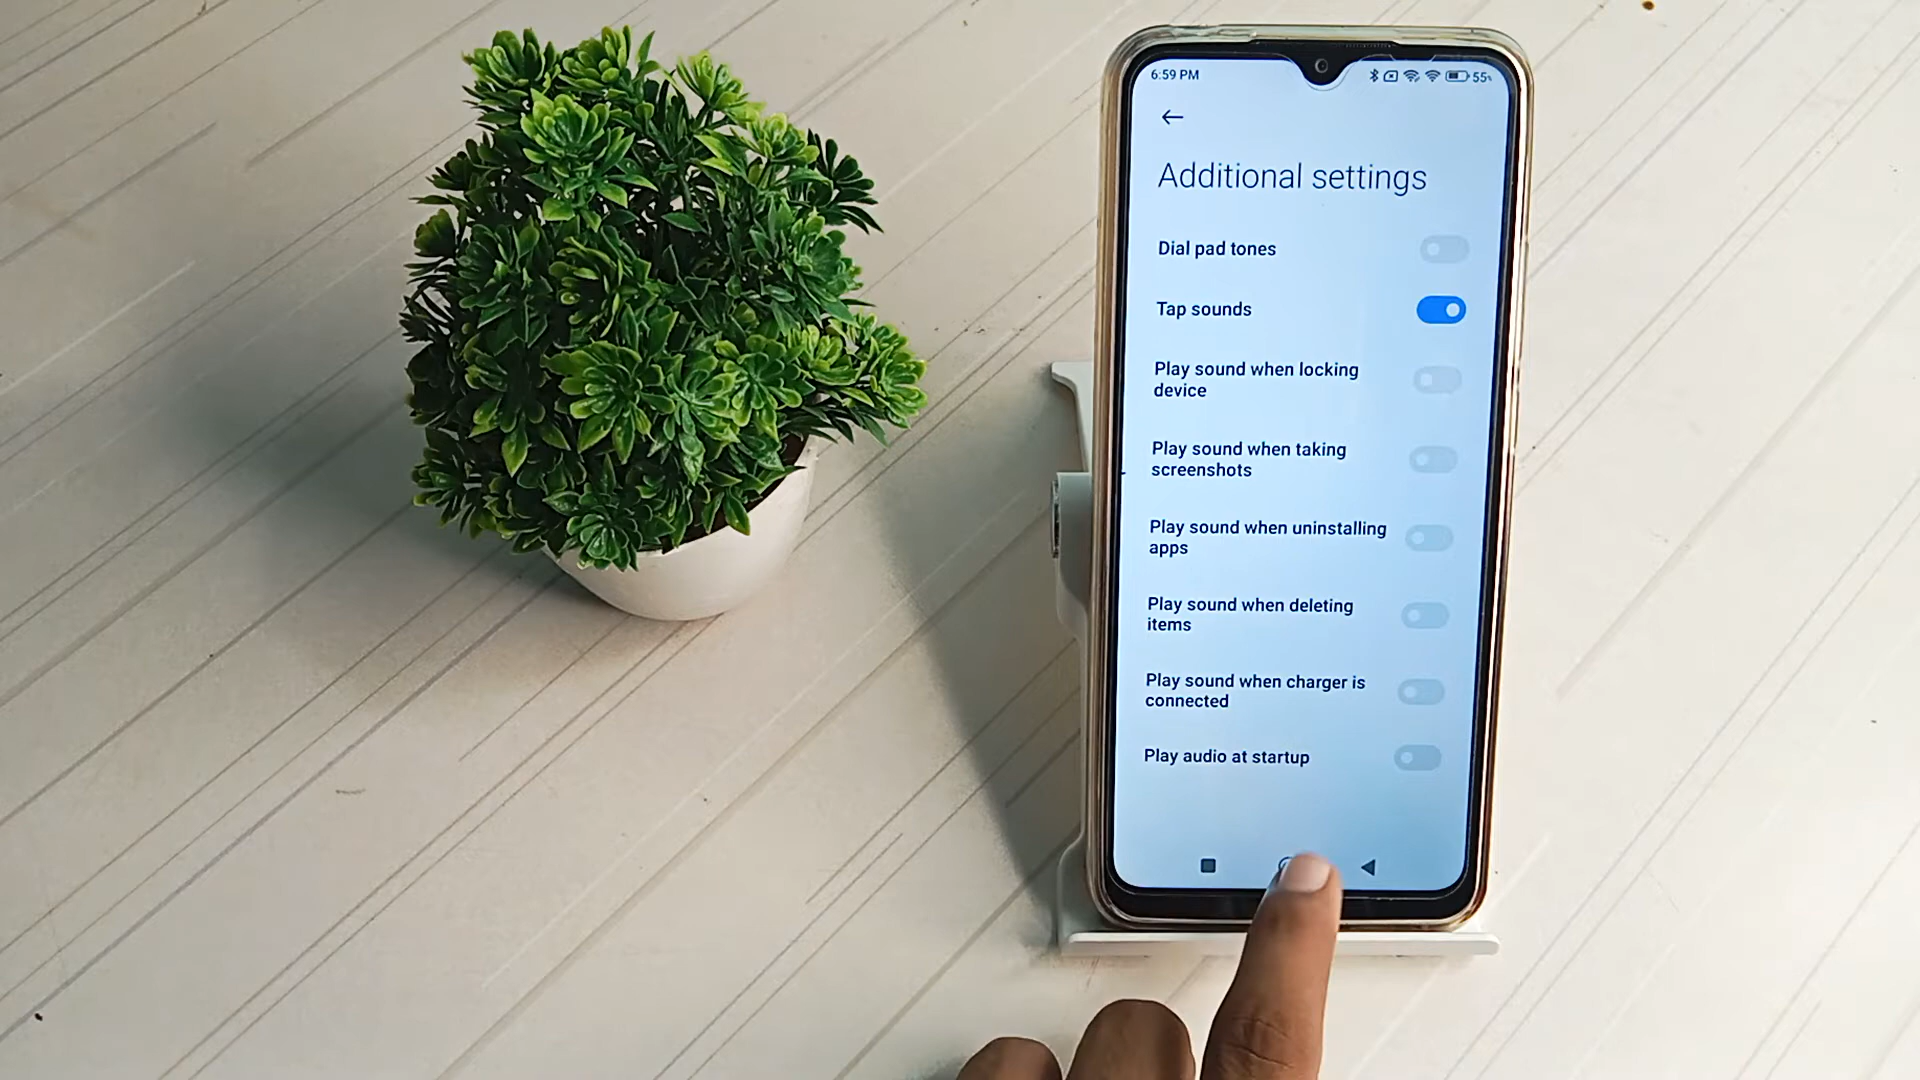 6:59 PM
55%
Additional settings
Dial pad tones
Tap sounds
Play sound when locking
device
Play sound when taking
screenshots
Play sound when uninstalling
apps
Play sound when deleting
items
Play sound when charger is
connected
Play audio at startup